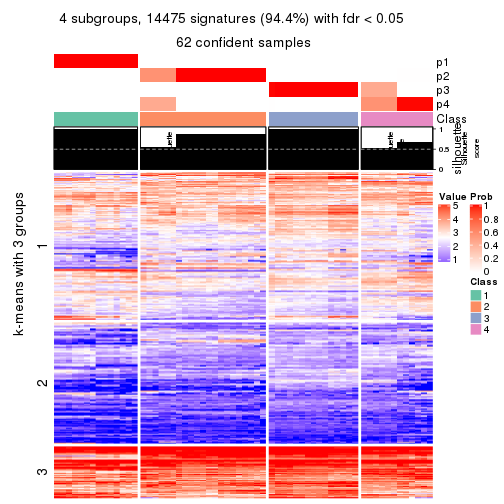 4 subgroups, 14475 signatures (94.4%) with fdr < 0.05
62 confident samples
p1
p2
p3
p4
Class
1
0.5
0
silhouette
Silhouette
score
k-means with 3 groups
1
2
3
Value
5
4
3
2
1
Prob
1
0.8
0.6
0.4
0.2
0
Class
1
2
3
4